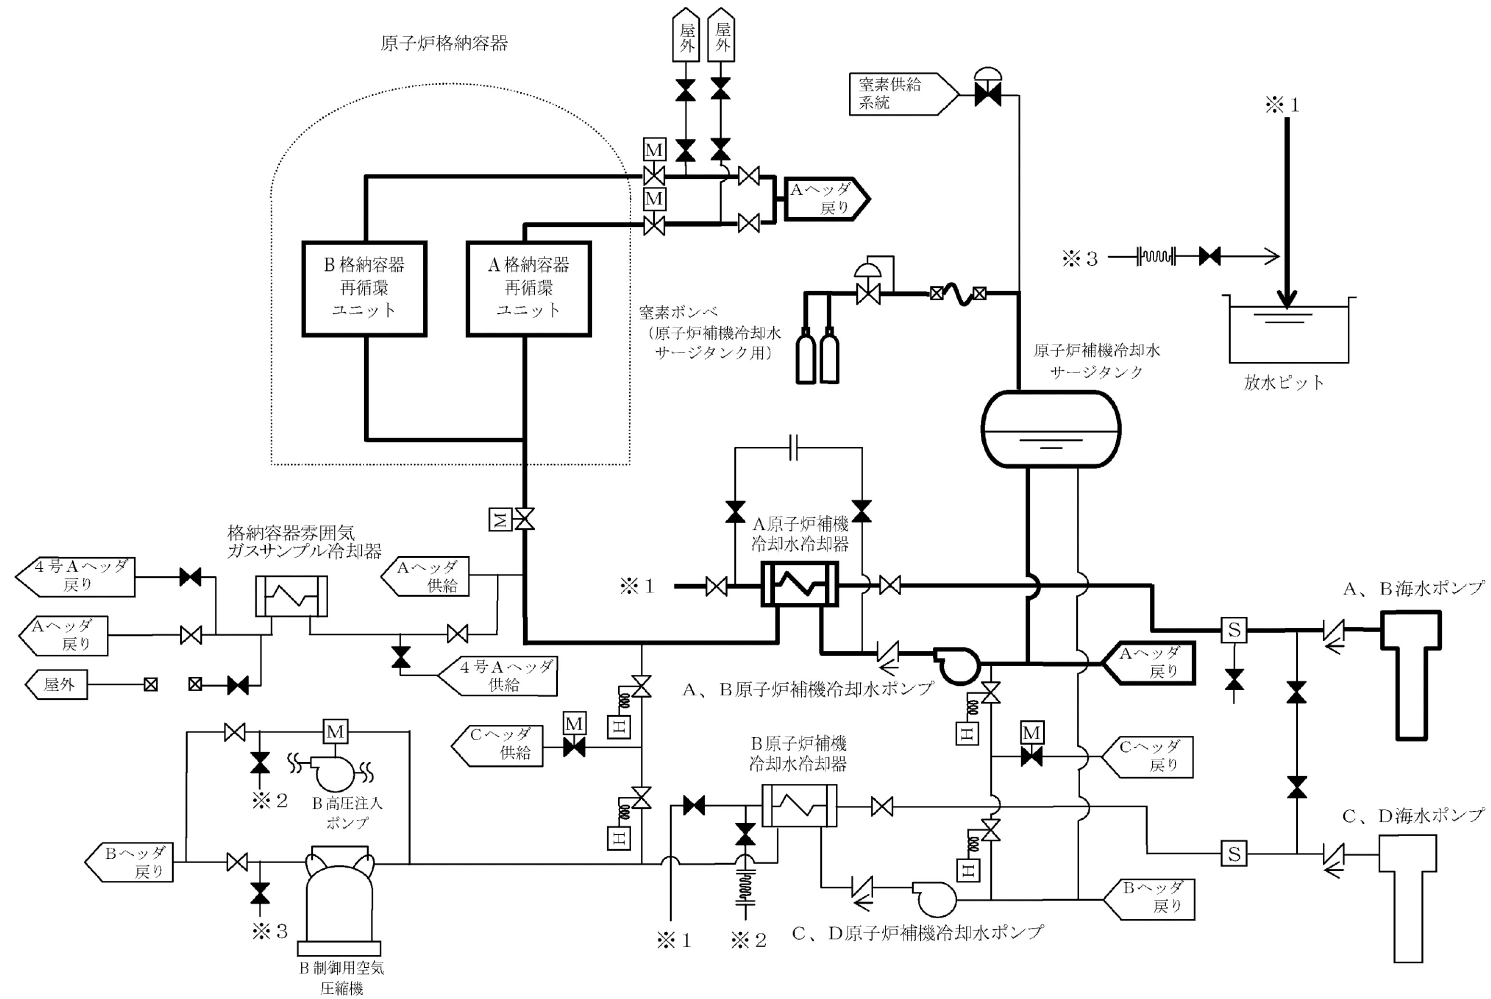 原子炉格納容器
屋外
屋外
窒素供給
系統
※1
M
M
Aヘッダ
戻り
※3
B格納容器
再循環
ユニット
A格納容器
再循環
ユニット
窒素ボンベ
（原子炉補機冷却水
サージタンク用）
原子炉補機冷却水
サージタンク
放水ピット
M
格納容器雰囲気
ガスサンプル冷却器
A原子炉補機
冷却水冷却器
4号Aヘッダ
戻り
Aヘッダ
供給
※1
A、B海水ポンプ
Aヘッダ
戻り
S
4号Aヘッダ
供給
屋外
Aヘッダ
戻り
A、B原子炉補機冷却水ポンプ
H
H
M
M
M
Cヘッダ
供給
B原子炉補機
冷却水冷却器
Cヘッダ
戻り
※2
B高圧注入
ポンプ
C、D海水ポンプ
H
H
Bヘッダ
戻り
S
Bヘッダ
戻り
※3
※1
※2
C、D原子炉補機冷却水ポンプ
B制御用空気
圧縮機